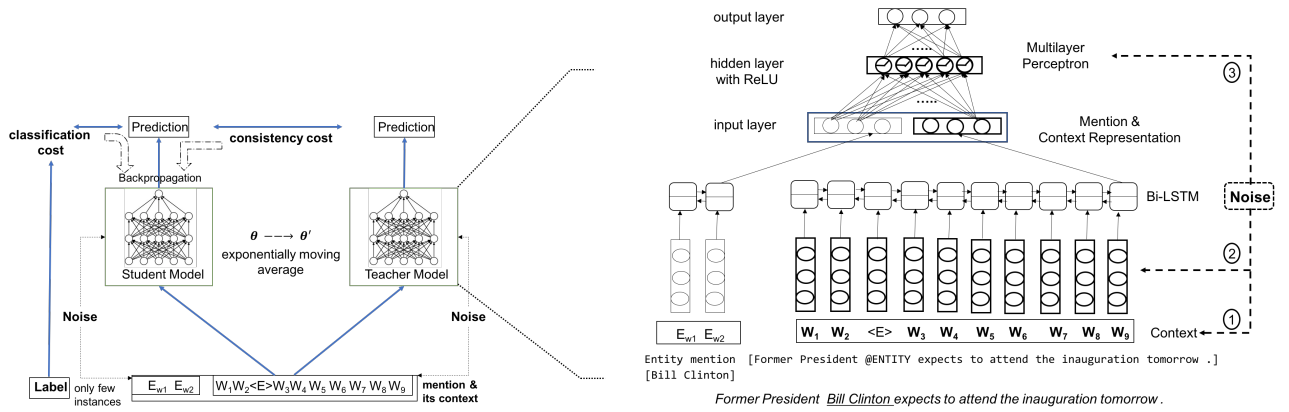 classification
cost
Prediction
consistency cost
Prediction
Backpropagation
θ ---→ θ′
exponentially moving
average
Student Model
Teacher Model
Noise
Noise
Label
only few
instances
E_w1 E_w2
W1W2<E>W3W4 W5 W6 W7 W8 W9
mention &
its context
output layer
.....
hidden layer
with ReLU
Multilayer
Perceptron
3
.....
input layer
Mention &
Context Representation
Bi-LSTM
Noise
2
1
E_w1 E_w2
W1 W2 <E> W3 W4 W5 W6 W7 W8 W9
Context
Entity mention [Former President @ENTITY expects to attend the inauguration tomorrow .]
[Bill Clinton]
Former President Bill Clinton expects to attend the inauguration tomorrow .